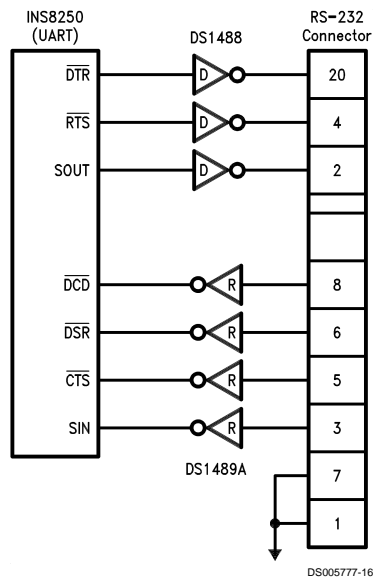 INS8250
(UART)
DS1488
RS-232
Connector
DTR
D
20
RTS
D
4
SOUT
D
2
DCD
R
8
DSR
R
6
CTS
R
5
SIN
R
3
DS1489A
7
1
DS005777-16